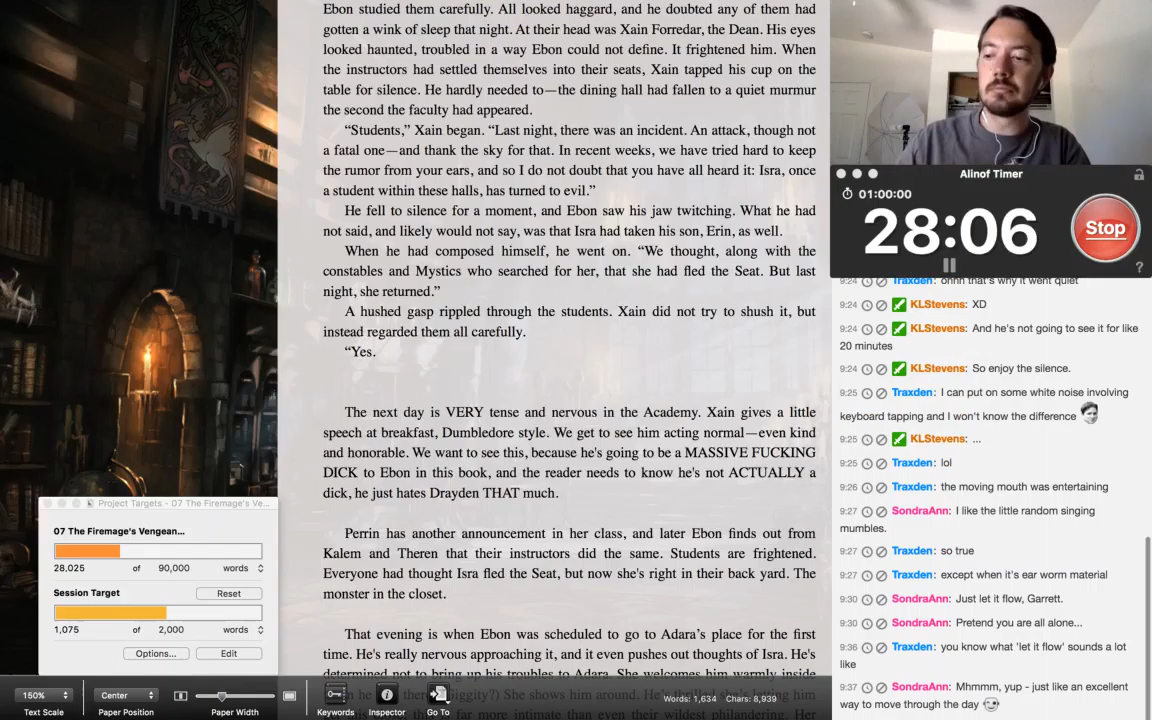 Ebon studied them carefully. All looked haggard, and he doubted any of them had
gotten a wink of sleep that night. At their head was Xain Forredar, the Dean. His eyes
looked haunted, troubled in a way Ebon could not define. It frightened him. When
the instructors had settled themselves into their seats, Xain tapped his cup on the
table for silence. He hardly needed to—the dining hall had fallen to a quiet murmur
the second the faculty had appeared.
“Students,” Xain began. “Last night, there was an incident. An attack, though not
a fatal one—and thank the sky for that. In recent weeks, we have tried hard to keep
the rumor from your ears, and so I do not doubt that you have all heard it: Isra, once
a student within these halls, has turned to evil.”
He fell to silence for a moment, and Ebon saw his jaw twitching. What he had
not said, and likely would not say, was that Isra had taken his son, Erin, as well.
When he had composed himself, he went on. “We thought, along with the
constables and Mystics who searched for her, that she had fled the Seat. But last
night, she returned.”
A hushed gasp rippled through the students. Xain did not try to shush it, but
instead regarded them all carefully.
“Yes.
The next day is VERY tense and nervous in the Academy. Xain gives a little
speech at breakfast, Dumbledore style. We get to see him acting normal—even kind
and honorable. We want to see this, because he's going to be a MASSIVE FUCKING
DICK to Ebon in this book, and the reader needs to know he's not ACTUALLY a
dick, he just hates Drayden THAT much.
Perrin has another announcement in her class, and later Ebon finds out from
Kalem and Theren that their instructors did the same. Students are frightened.
Everyone had thought Isra fled the Seat, but now she's right in their back yard. The
monster in the closet.
That evening is when Ebon was scheduled to go to Adara’s place for the first
time. He's really nervous approaching it, and it even pushes out thoughts of Isra. He's
determined not to bring up his troubles to Adara. She welcomes him warmly inside
She shows him around. He's thrilled she's letting him
far more intimate than even their wildest philandering. Her
Project Targets - 07 The Firemage's Ve...
07 The Firemage's Vengean...
28,025 of 90,000 words
Session Target Reset
1,075 of 2,000 words
Options... Edit
150% Center
Text Scale Paper Position Paper Width Keywords Inspector Go To
Words: 1,634 Chars: 8,939
Alinof Timer
01:00:00
28:06
Stop
?
9:24 Traxden: ohhh that's why it went quiet
9:24 KLStevens: XD
9:24 KLStevens: And he's not going to see it for like
20 minutes
9:24 KLStevens: So enjoy the silence.
9:25 Traxden: I can put on some white noise involving
keyboard tapping and I won't know the difference
9:25 KLStevens: ...
9:25 Traxden: lol
9:26 Traxden: the moving mouth was entertaining
9:27 SondraAnn: I like the little random singing
mumbles.
9:27 Traxden: so true
9:27 Traxden: except when it's ear worm material
9:30 SondraAnn: Just let it flow, Garrett.
9:30 SondraAnn: Pretend you are all alone...
9:36 Traxden: you know what 'let it flow' sounds a lot
like
9:37 SondraAnn: Mhmmm, yup - just like an excellent
way to move through the day